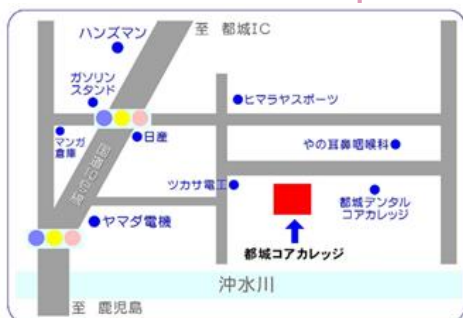 ハンズマン
至 都城IC
ガソリン
スタンド
ヒマラヤスポーツ
マンガ
倉庫
日産
やの耳鼻咽喉科
国道10号線
ツカサ電工
都城デンタル
コアカレッジ
ヤマダ電機
都城コアカレッジ
沖水川
至 鹿児島